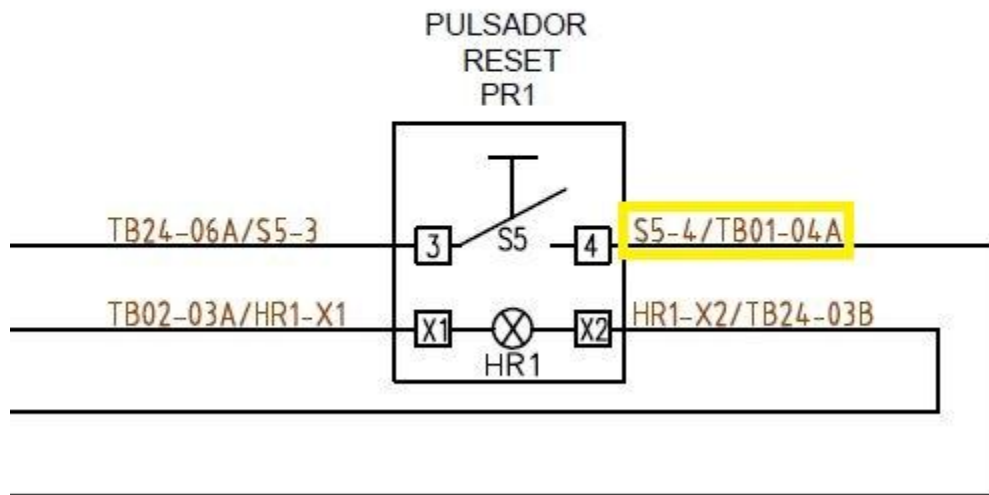 PULSADOR
RESET
PR1
TB24-06A/S5-3
3
S5
4
S5-4/TB01-04A
TB02-03A/HR1-X1
X1
HR1
X2
HR1-X2/TB24-03B